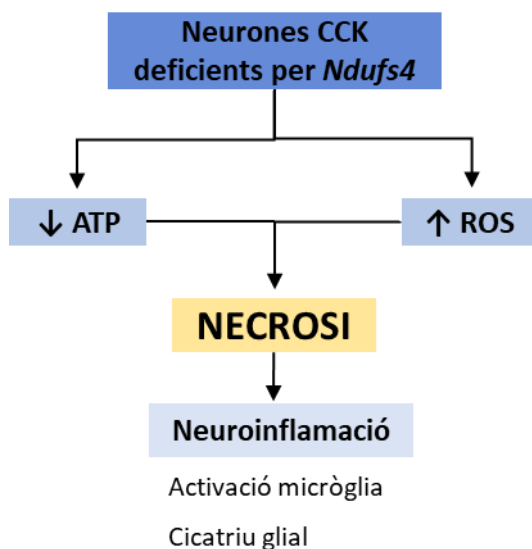 Neurones CCK
deficients per Ndufs4
↓ ATP
↑ ROS
NECROSI
Neuroinflamació
Activació micròglia
Cicatriu glial